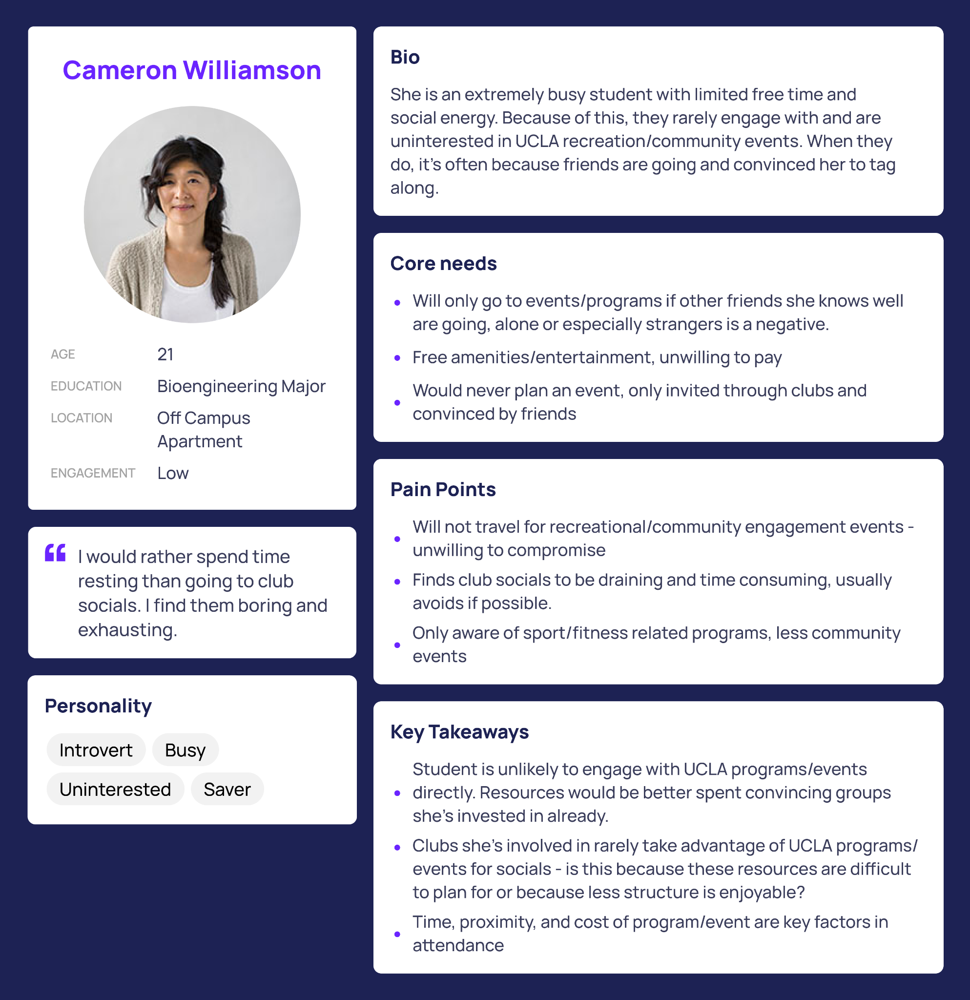 Cameron Williamson
AGE 21
EDUCATION Bioengineering Major
LOCATION Off Campus
Apartment
ENGAGEMENT Low
“ I would rather spend time
resting than going to club
socials. I find them boring and
exhausting.
Personality
Introvert Busy
Uninterested Saver
Bio
She is an extremely busy student with limited free time and
social energy. Because of this, they rarely engage with and are
uninterested in UCLA recreation/community events. When they
do, it’s often because friends are going and convinced her to tag
along.
Core needs
• Will only go to events/programs if other friends she knows well
are going, alone or especially strangers is a negative.
• Free amenities/entertainment, unwilling to pay
• Would never plan an event, only invited through clubs and
convinced by friends
Pain Points
• Will not travel for recreational/community engagement events -
unwilling to compromise
• Finds club socials to be draining and time consuming, usually
avoids if possible.
• Only aware of sport/fitness related programs, less community
events
Key Takeaways
• Student is unlikely to engage with UCLA programs/events
directly. Resources would be better spent convincing groups
she’s invested in already.
• Clubs she’s involved in rarely take advantage of UCLA programs/
events for socials - is this because these resources are difficult
to plan for or because less structure is enjoyable?
• Time, proximity, and cost of program/event are key factors in
attendance